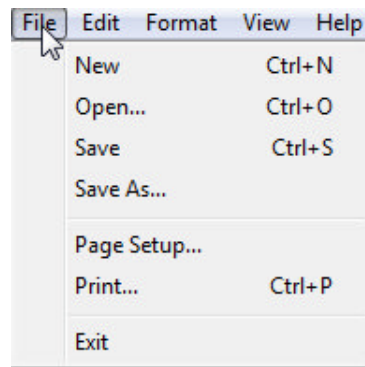 File Edit Format View Help
New Ctrl+N
Open... Ctrl+O
Save Ctrl+S
Save As...
Page Setup...
Print... Ctrl+P
Exit